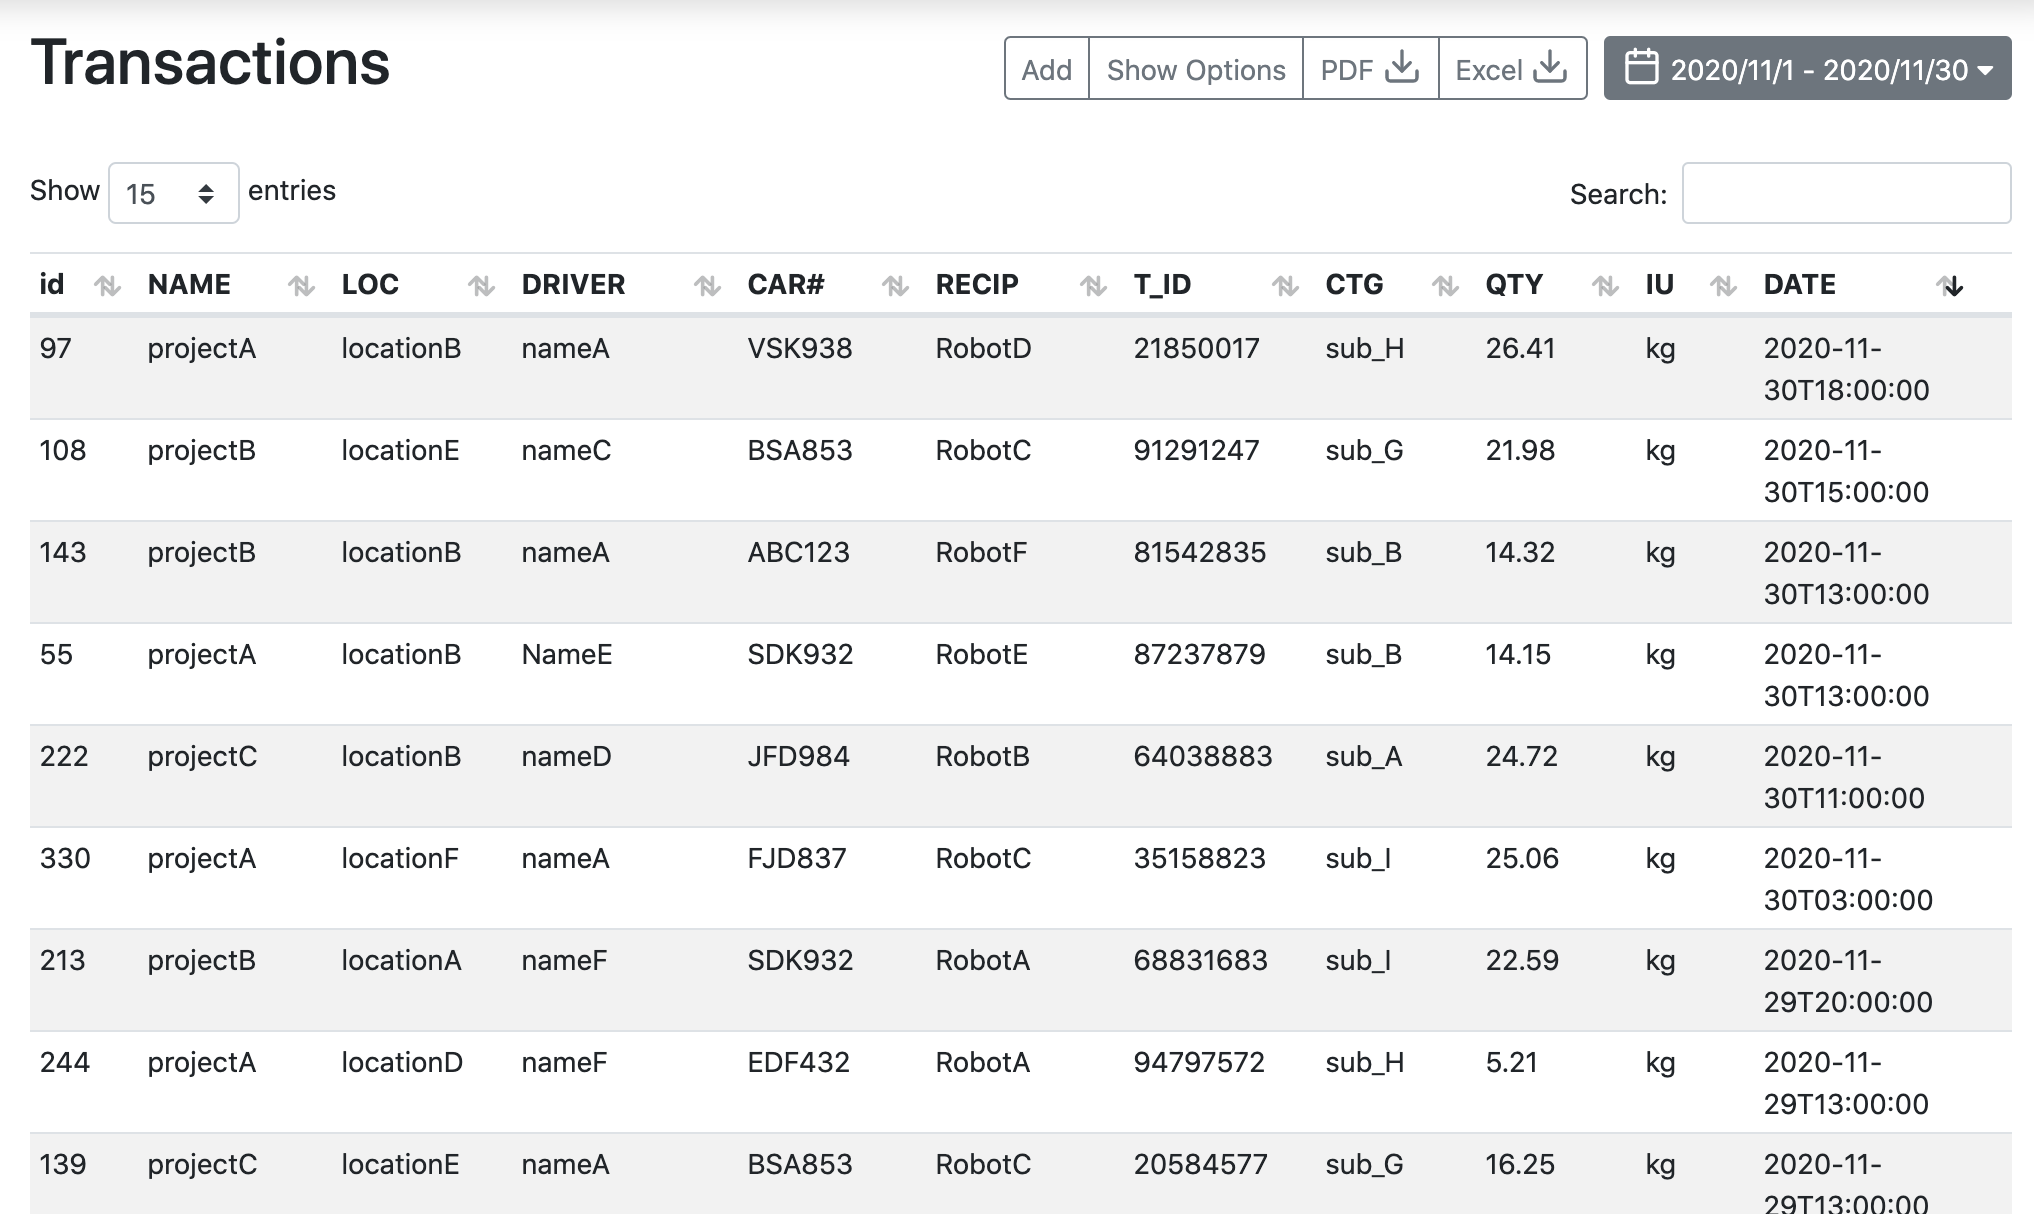 Transactions
Add Show Options PDF Excel 2020/11/1 - 2020/11/30
Show 15 entries Search:
id NAME LOC DRIVER CAR# RECIP T_ID CTG QTY IU DATE
97 projectA locationB nameA VSK938 RobotD 21850017 sub_H 26.41 kg 2020-11-
30T18:00:00
108 projectB locationE nameC BSA853 RobotC 91291247 sub_G 21.98 kg 2020-11-
30T15:00:00
143 projectB locationB nameA ABC123 RobotF 81542835 sub_B 14.32 kg 2020-11-
30T13:00:00
55 projectA locationB NameE SDK932 RobotE 87237879 sub_B 14.15 kg 2020-11-
30T13:00:00
222 projectC locationB nameD JFD984 RobotB 64038883 sub_A 24.72 kg 2020-11-
30T11:00:00
330 projectA locationF nameA FJD837 RobotC 35158823 sub_I 25.06 kg 2020-11-
30T03:00:00
213 projectB locationA nameF SDK932 RobotA 68831683 sub_I 22.59 kg 2020-11-
29T20:00:00
244 projectA locationD nameF EDF432 RobotA 94797572 sub_H 5.21 kg 2020-11-
29T13:00:00
139 projectC locationE nameA BSA853 RobotC 20584577 sub_G 16.25 kg 2020-11-
29T13:00:00